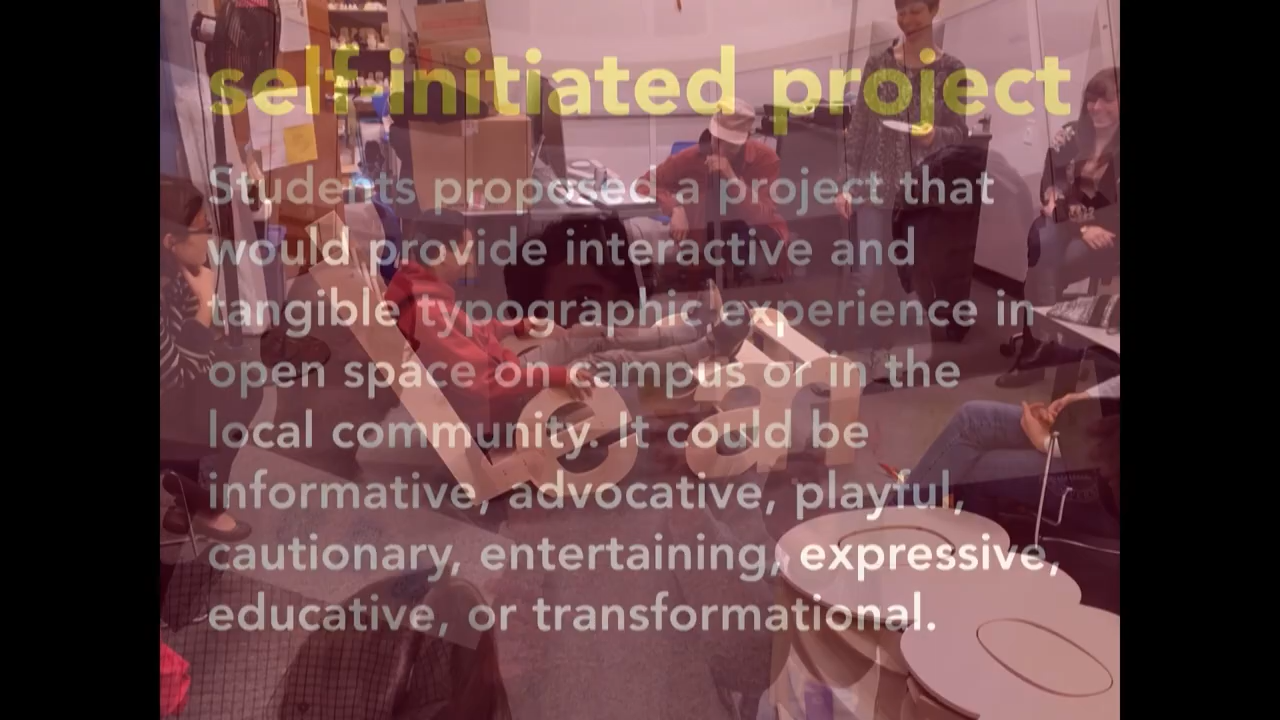 self-initiated project
Students proposed a project that
would provide interactive and
tangible typographic experience in
open space on campus or in the
local community. It could be
informative, advocative, playful,
cautionary, entertaining, expressive,
educative, or transformational.
Lean